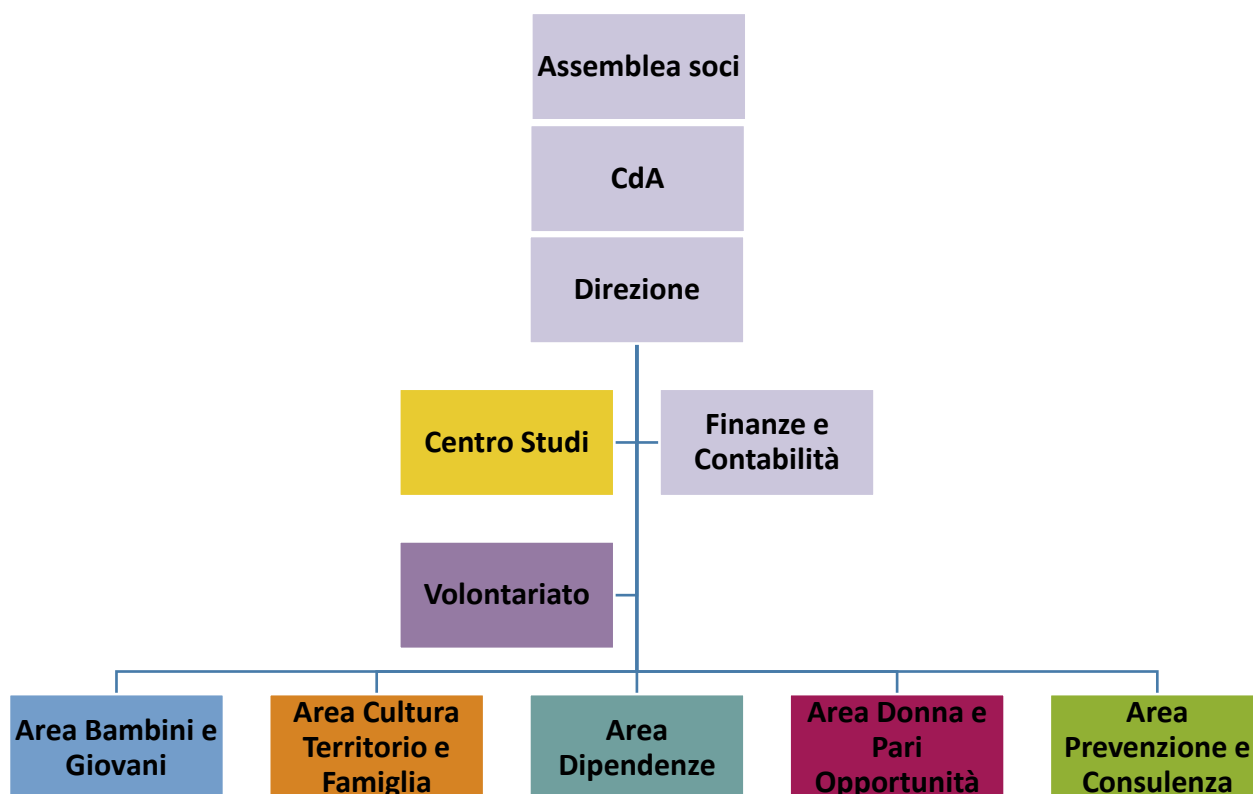 Assemblea soci
CdA
Direzione
Centro Studi
Finanze e
Contabilità
Volontariato
Area Bambini e
Giovani
Area Cultura
Territorio e
Famiglia
Area
Dipendenze
Area Donna e
Pari
Opportunità
Area
Prevenzione e
Consulenza